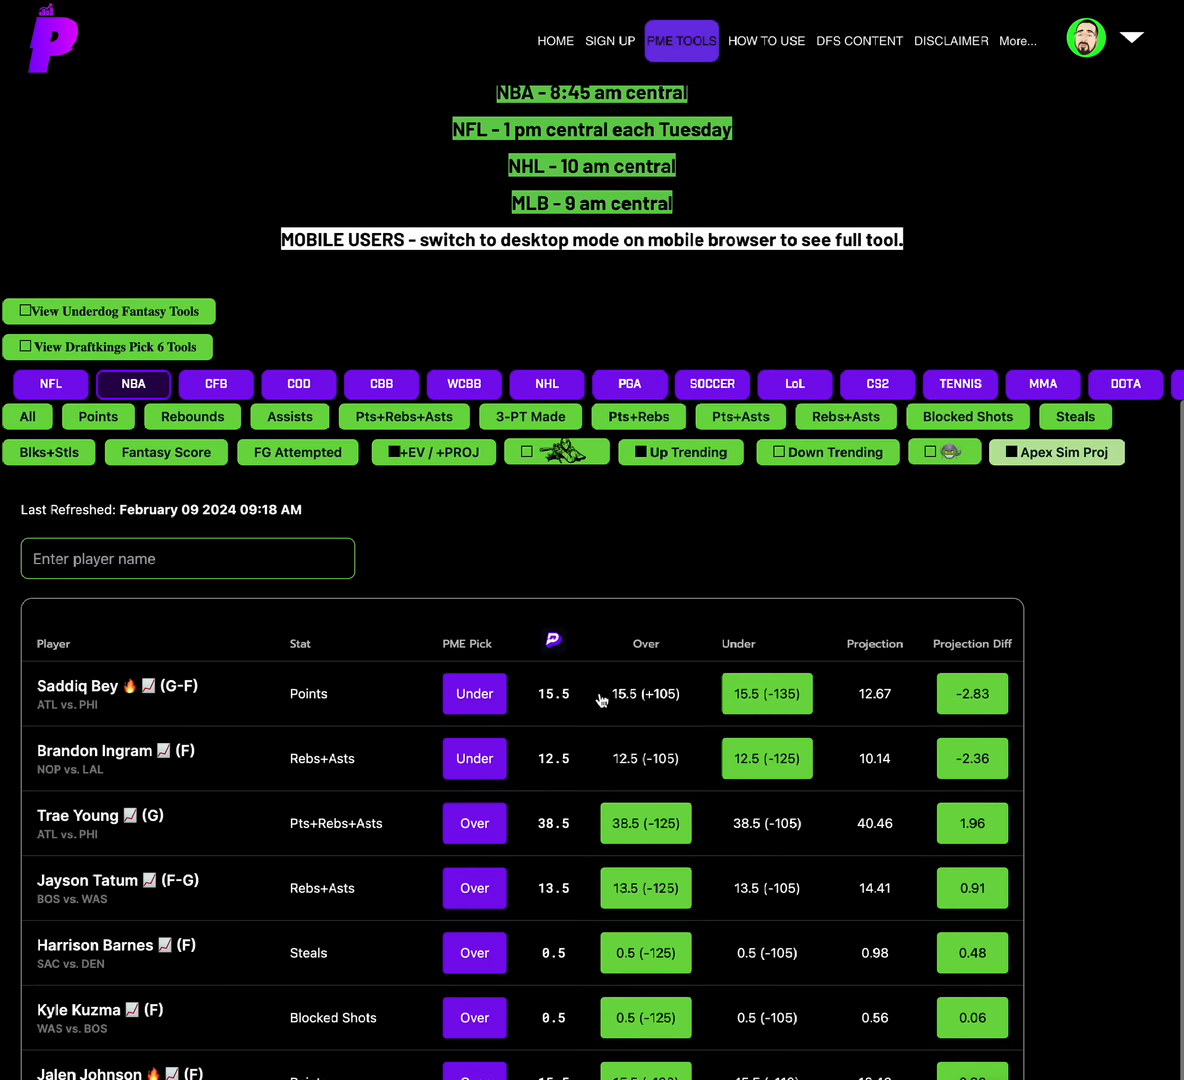 P
HOME SIGN UP PME TOOLS HOW TO USE DFS CONTENT DISCLAIMER More...
NBA - 8:45 am central
NFL - 1 pm central each Tuesday
NHL - 10 am central
MLB - 9 am central
MOBILE USERS - switch to desktop mode on mobile browser to see full tool.
View Underdog Fantasy Tools
View Draftkings Pick 6 Tools
NFL NBA CFB COD CBB WCBB NHL PGA SOCCER LoL CS2 TENNIS MMA DOTA
All Points Rebounds Assists Pts+Rebs+Asts 3-PT Made Pts+Rebs Pts+Asts Rebs+Asts Blocked Shots Steals
Blks+Stls Fantasy Score FG Attempted +EV / +PROJ Up Trending Down Trending Apex Sim Proj
Last Refreshed: February 09 2024 09:18 AM
Enter player name
Player Stat PME Pick P Over Under Projection Projection Diff
Saddiq Bey 🔥 📈 (G-F) Points Under 15.5 15.5 (+105) 15.5 (-135) 12.67 -2.83
ATL vs. PHI
Brandon Ingram 📈 (F) Rebs+Asts Under 12.5 12.5 (-105) 12.5 (-125) 10.14 -2.36
NOP vs. LAL
Trae Young 📈 (G) Pts+Rebs+Asts Over 38.5 38.5 (-125) 38.5 (-105) 40.46 1.96
ATL vs. PHI
Jayson Tatum 📈 (F-G) Rebs+Asts Over 13.5 13.5 (-125) 13.5 (-105) 14.41 0.91
BOS vs. WAS
Harrison Barnes 📈 (F) Steals Over 0.5 0.5 (-125) 0.5 (-105) 0.98 0.48
SAC vs. DEN
Kyle Kuzma 📈 (F) Blocked Shots Over 0.5 0.5 (-125) 0.5 (-105) 0.56 0.06
WAS vs. BOS
Jalen Johnson 🔥 📈 (F)